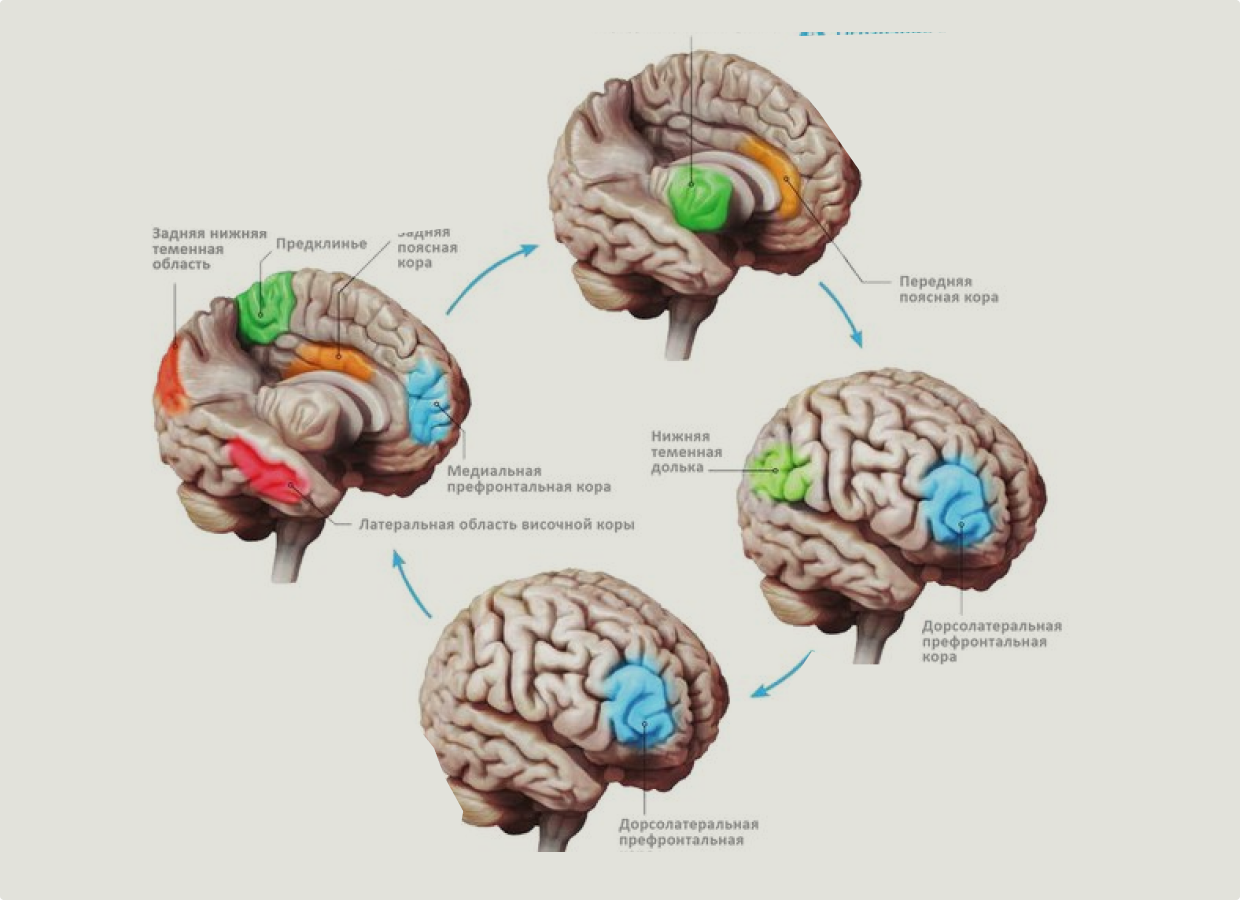 Задняя нижняя
теменная
область
Предклинье
Задняя
поясная
кора
Передняя
поясная кора
Нижняя
теменная
долька
Медиальная
префронтальная кора
Латеральная область височной коры
Дорсолатеральная
префронтальная
кора
Дорсолатеральная
префронтальная